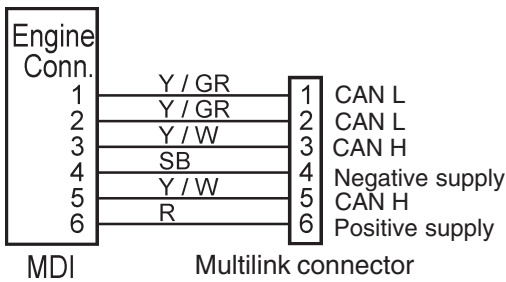 Engine
Conn.
1 Y / GR 1 CAN L
2 Y / GR 2 CAN L
3 Y / W 3 CAN H
4 SB 4 Negative supply
5 Y / W 5 CAN H
6 R 6 Positive supply
MDI Multilink connector